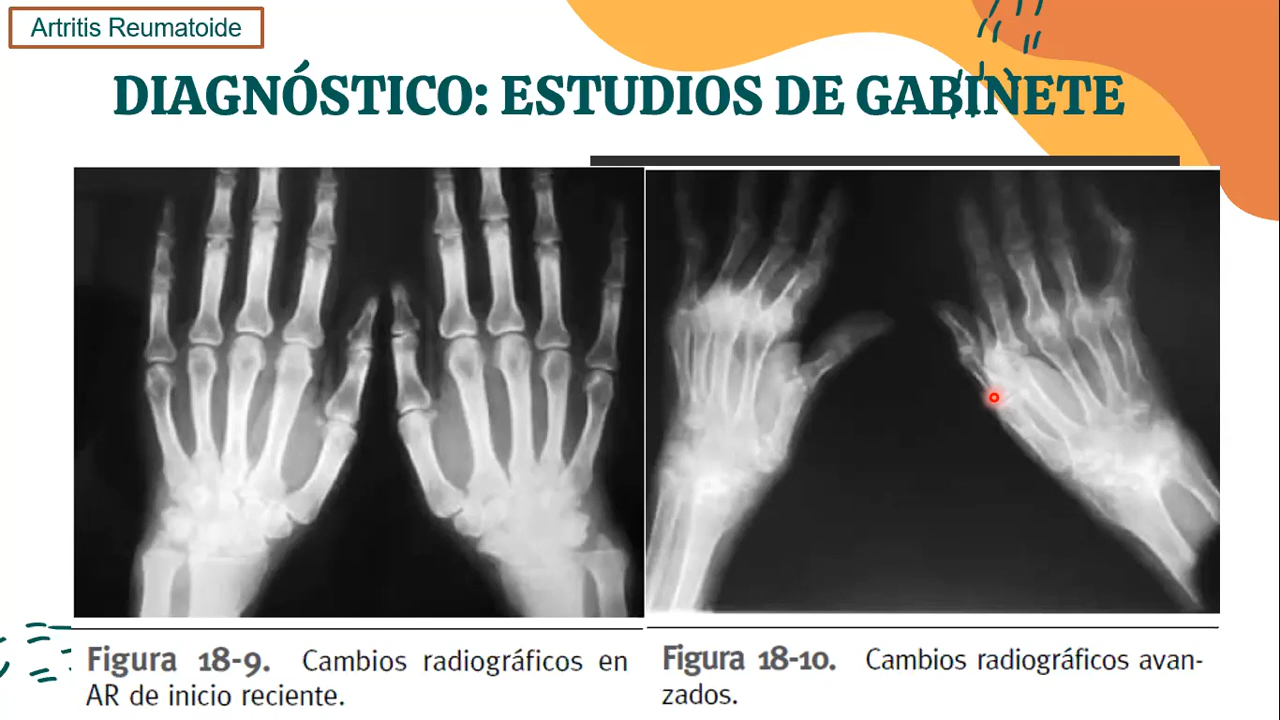 Artritis Reumatoide
DIAGNÓSTICO: ESTUDIOS DE GABINETE
Figura 18-9. Cambios radiográficos en
AR de inicio reciente.
Figura 18-10. Cambios radiográficos avan-
zados.